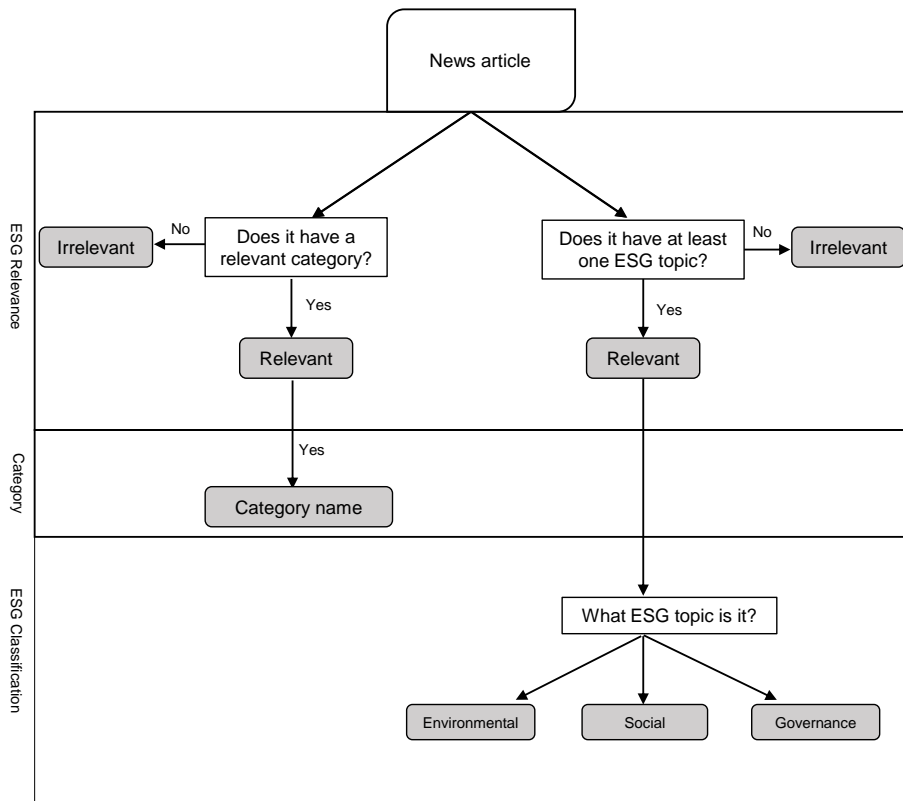 News article
ESG Relevance
No
Irrelevant
Does it have a
relevant category?
Does it have at least
one ESG topic?
No
Irrelevant
Yes
Yes
Relevant
Relevant
Category
Yes
Category name
ESG Classification
What ESG topic is it?
Environmental
Social
Governance